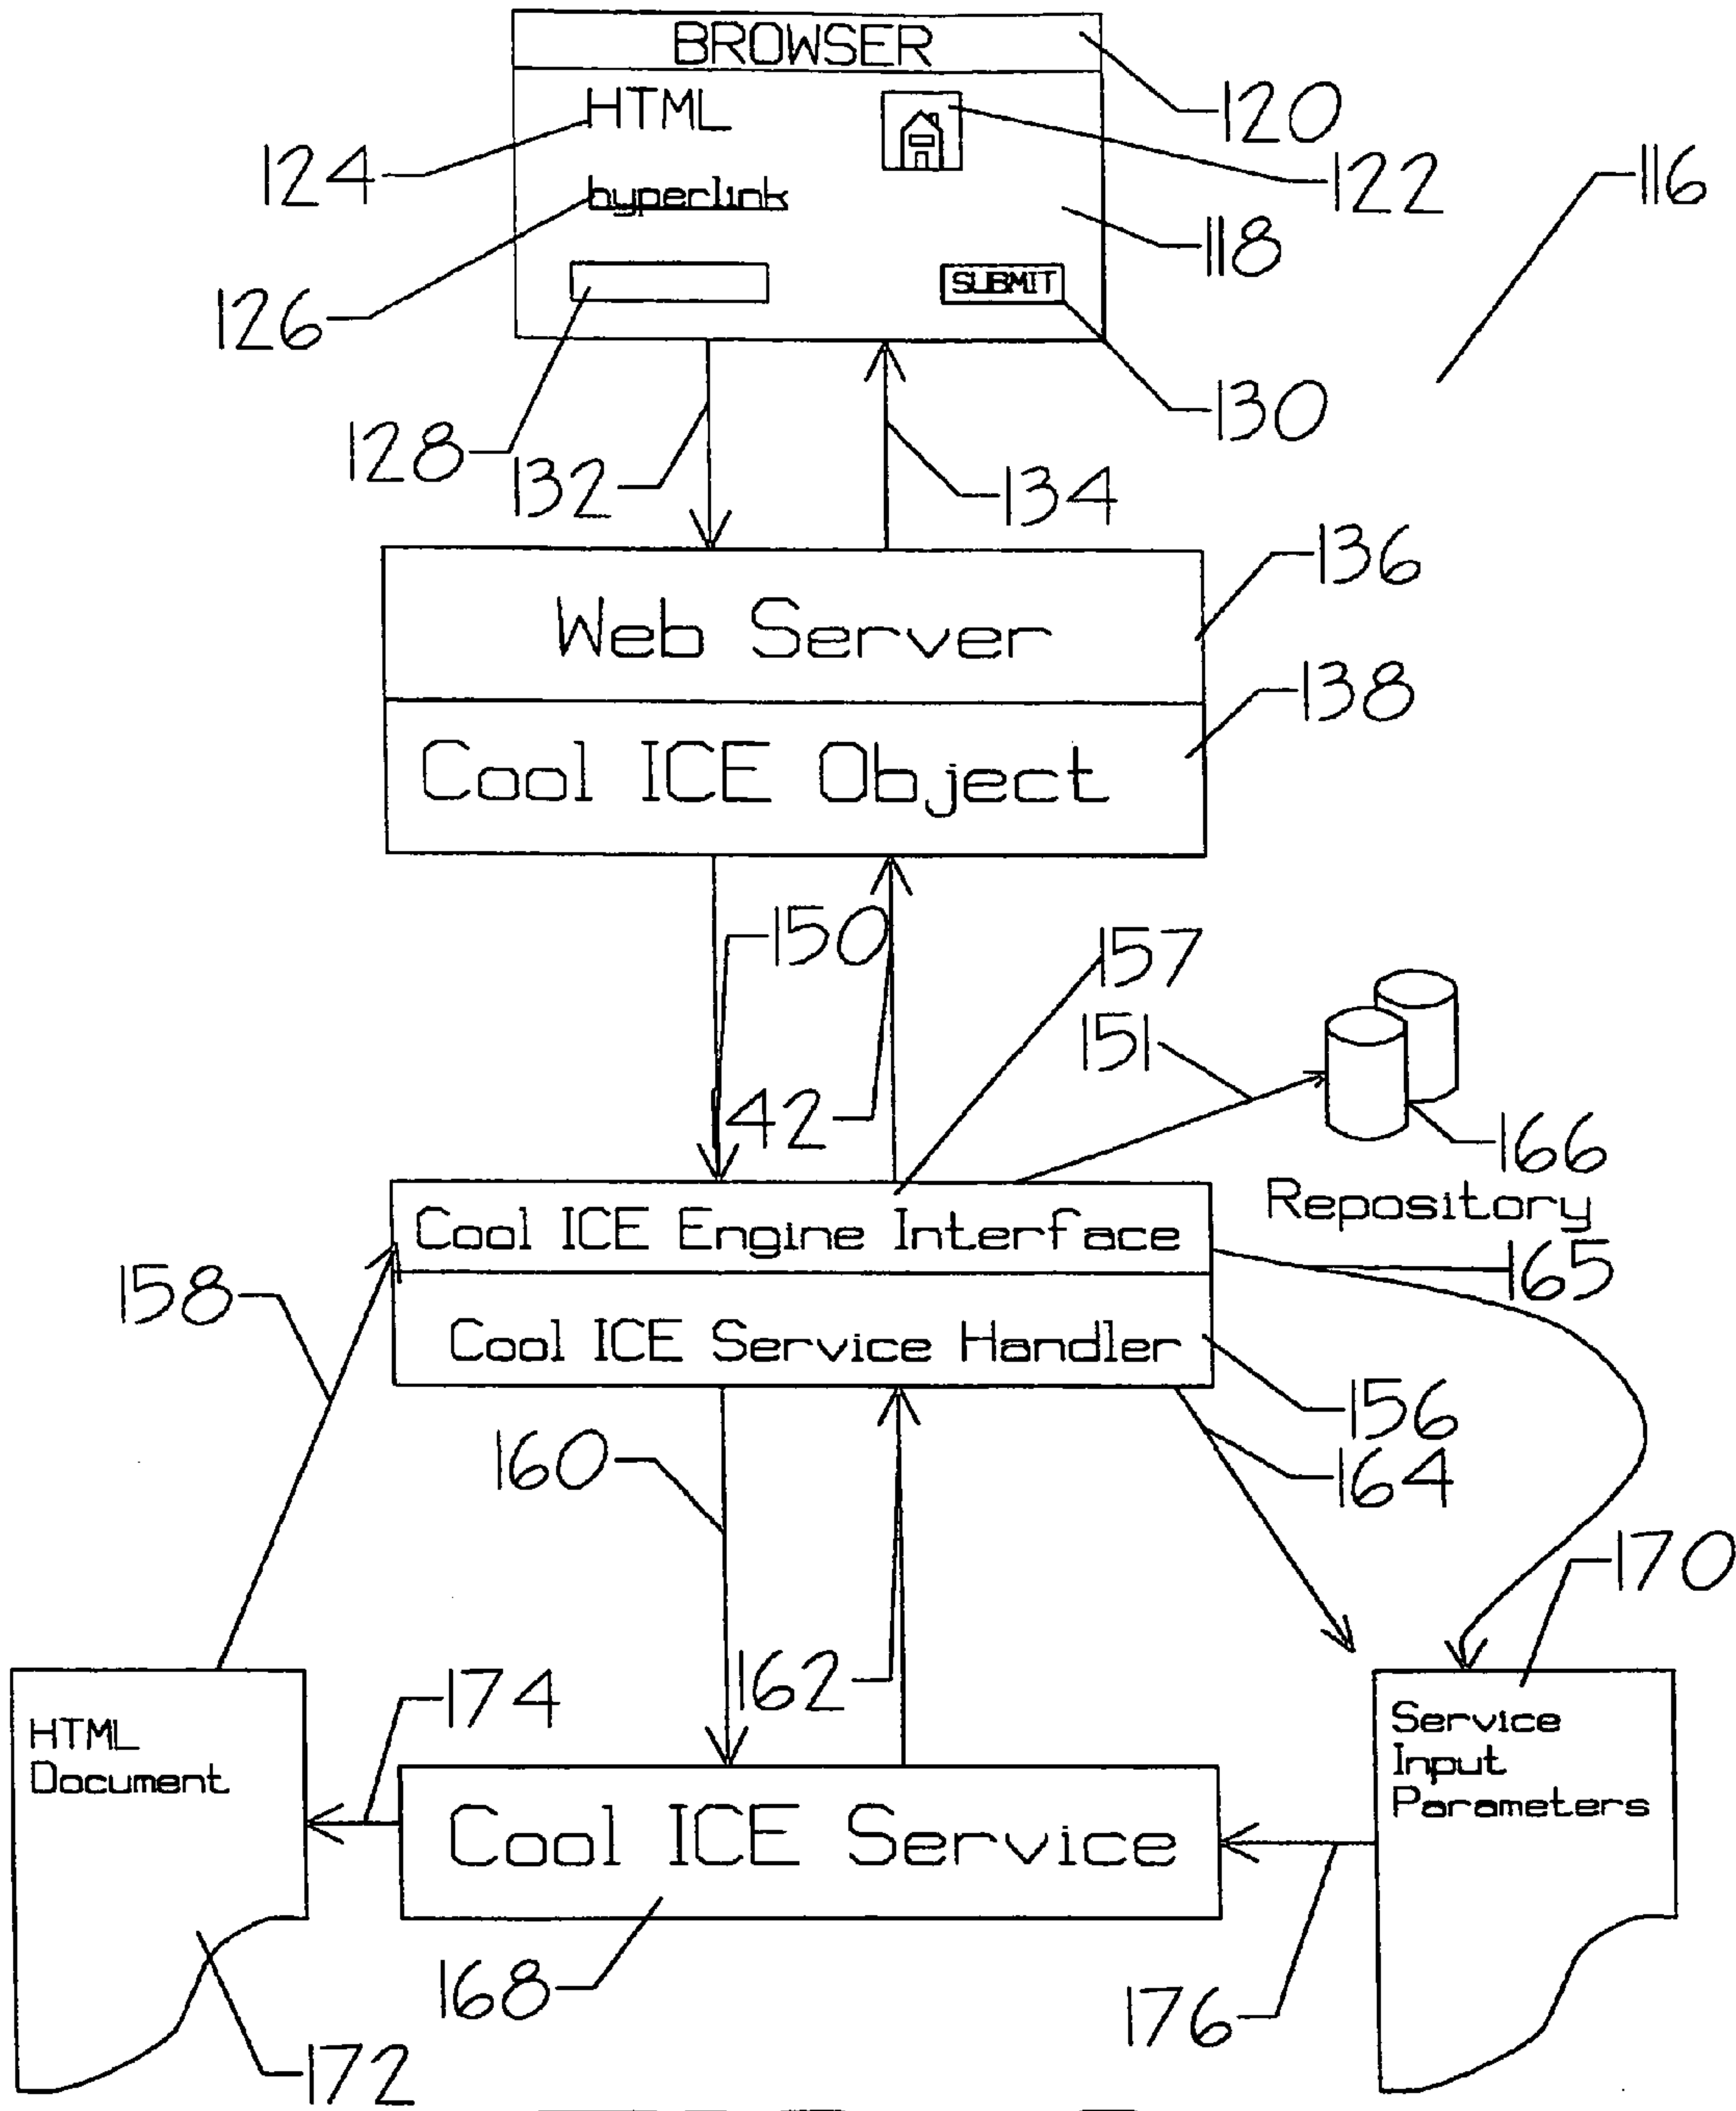 BROWSER
HTML
120
124
122
116
hyperlink
118
126
SUBMIT
130
128
132
134
136
Web Server
138
Cool ICE Object
150
157
151
142
166
Repository
Cool ICE Engine Interface
165
158
Cool ICE Service Handler
156
160
164
170
162
174
HTML
Document
Service
Input
Parameters
Cool ICE Service
168
176
172